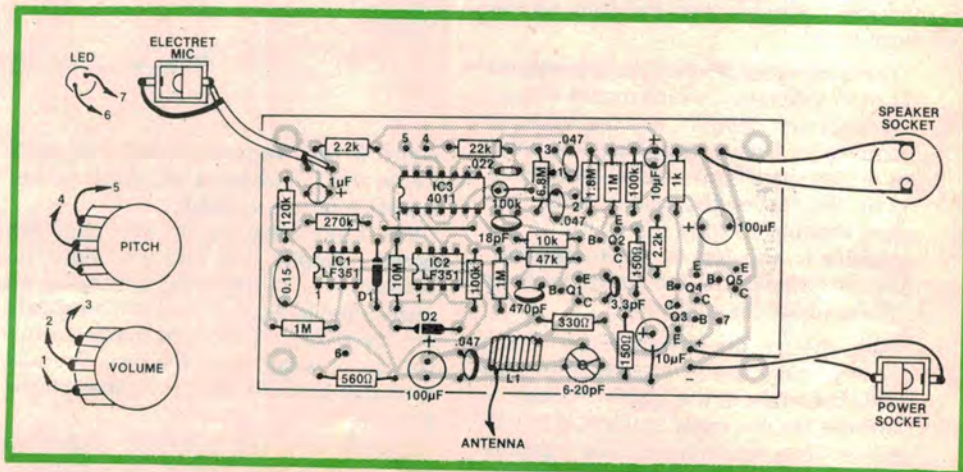 LED
ELECTRET
MIC
7
6
SPEAKER
SOCKET
5
4
PITCH
3
2
1
VOLUME
2.2k
5 4
22k
.022
3
.047
6.8M
1M
100k
10µF
1k
1µF
+
120k
270k
IC3
4011
1
100k
18pF
2
.047
E
B Q2
C
10k
47k
150Ω
2.2k
+
100µF
0.15
IC1
LF351
1
D1
10M
IC2
LF351
1
100k
1M
470pF
B Q1
E
C
3.3pF
330Ω
B
E
Q4
C
B Q5
E
C
C
Q3 B
E
7
1M
D2
+
.047
6
560Ω
100µF
L1
6-20pF
150Ω
+
10µF
+
–
ANTENNA
POWER
SOCKET